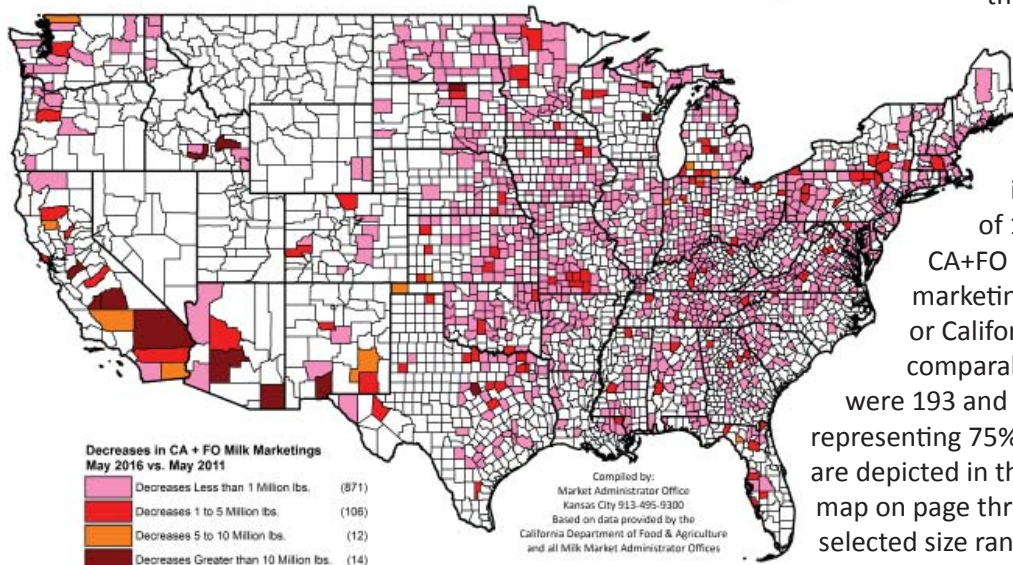 th
i
of 1
CA+FO
marketin
or Califor
comparal
were 193 and
representing 75%
are depicted in th
map on page thr
selected size ran
Decreases in CA + FO Milk Marketings
May 2016 vs. May 2011
Decreases Less than 1 Million lbs. (871)
Decreases 1 to 5 Million lbs. (106)
Decreases 5 to 10 Million lbs. (12)
Decreases Greater than 10 Million lbs. (14)
Compiled by:
Market Administrator Office
Kansas City 913-495-9300
Based on data provided by the
California Department of Food & Agriculture
and all Milk Market Administrator Offices